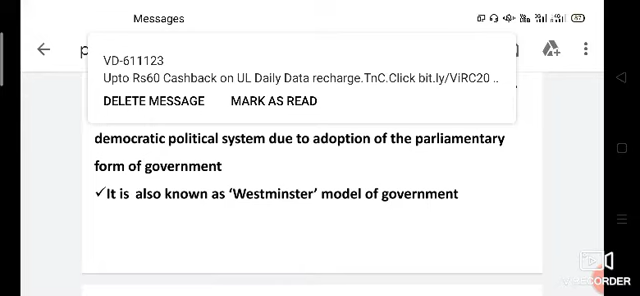 Messages
57
VD-611123
Upto Rs60 Cashback on UL Daily Data recharge.TnC.Click bit.ly/ViRC20 ..
DELETE MESSAGE MARK AS READ
democratic political system due to adoption of the parliamentary
form of government
✓It is also known as ‘Westminster’ model of government
RECORDER